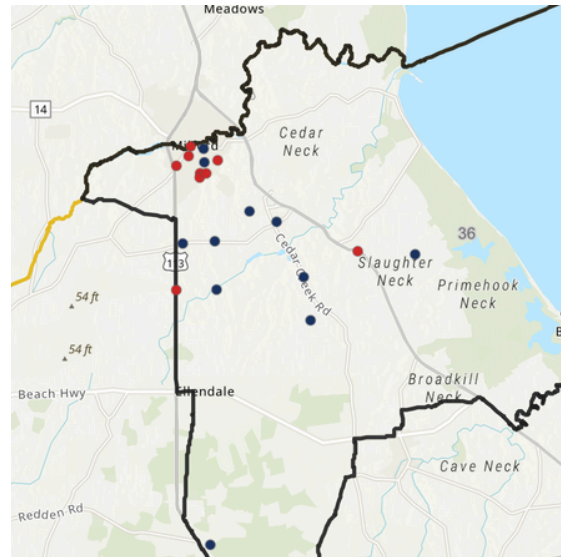 Meadows
14
Cedar
Neck
36
Slaughter
Neck
113
Primehook
Neck
Cedar Creek Rd
54 ft
54 ft
Broadkill
Neck
Beach Hwy
Ellendale
Cave Neck
Redden Rd